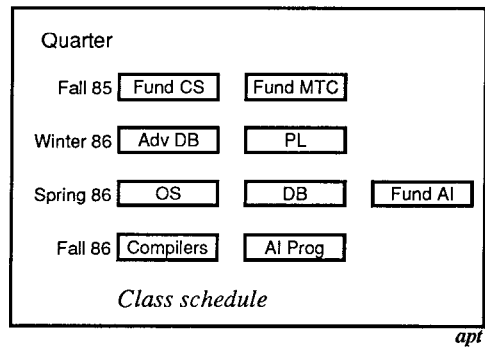 Quarter
Fall 85 Fund CS Fund MTC
Winter 86 Adv DB PL
Spring 86 OS DB Fund AI
Fall 86 Compilers AI Prog
Class schedule
apt